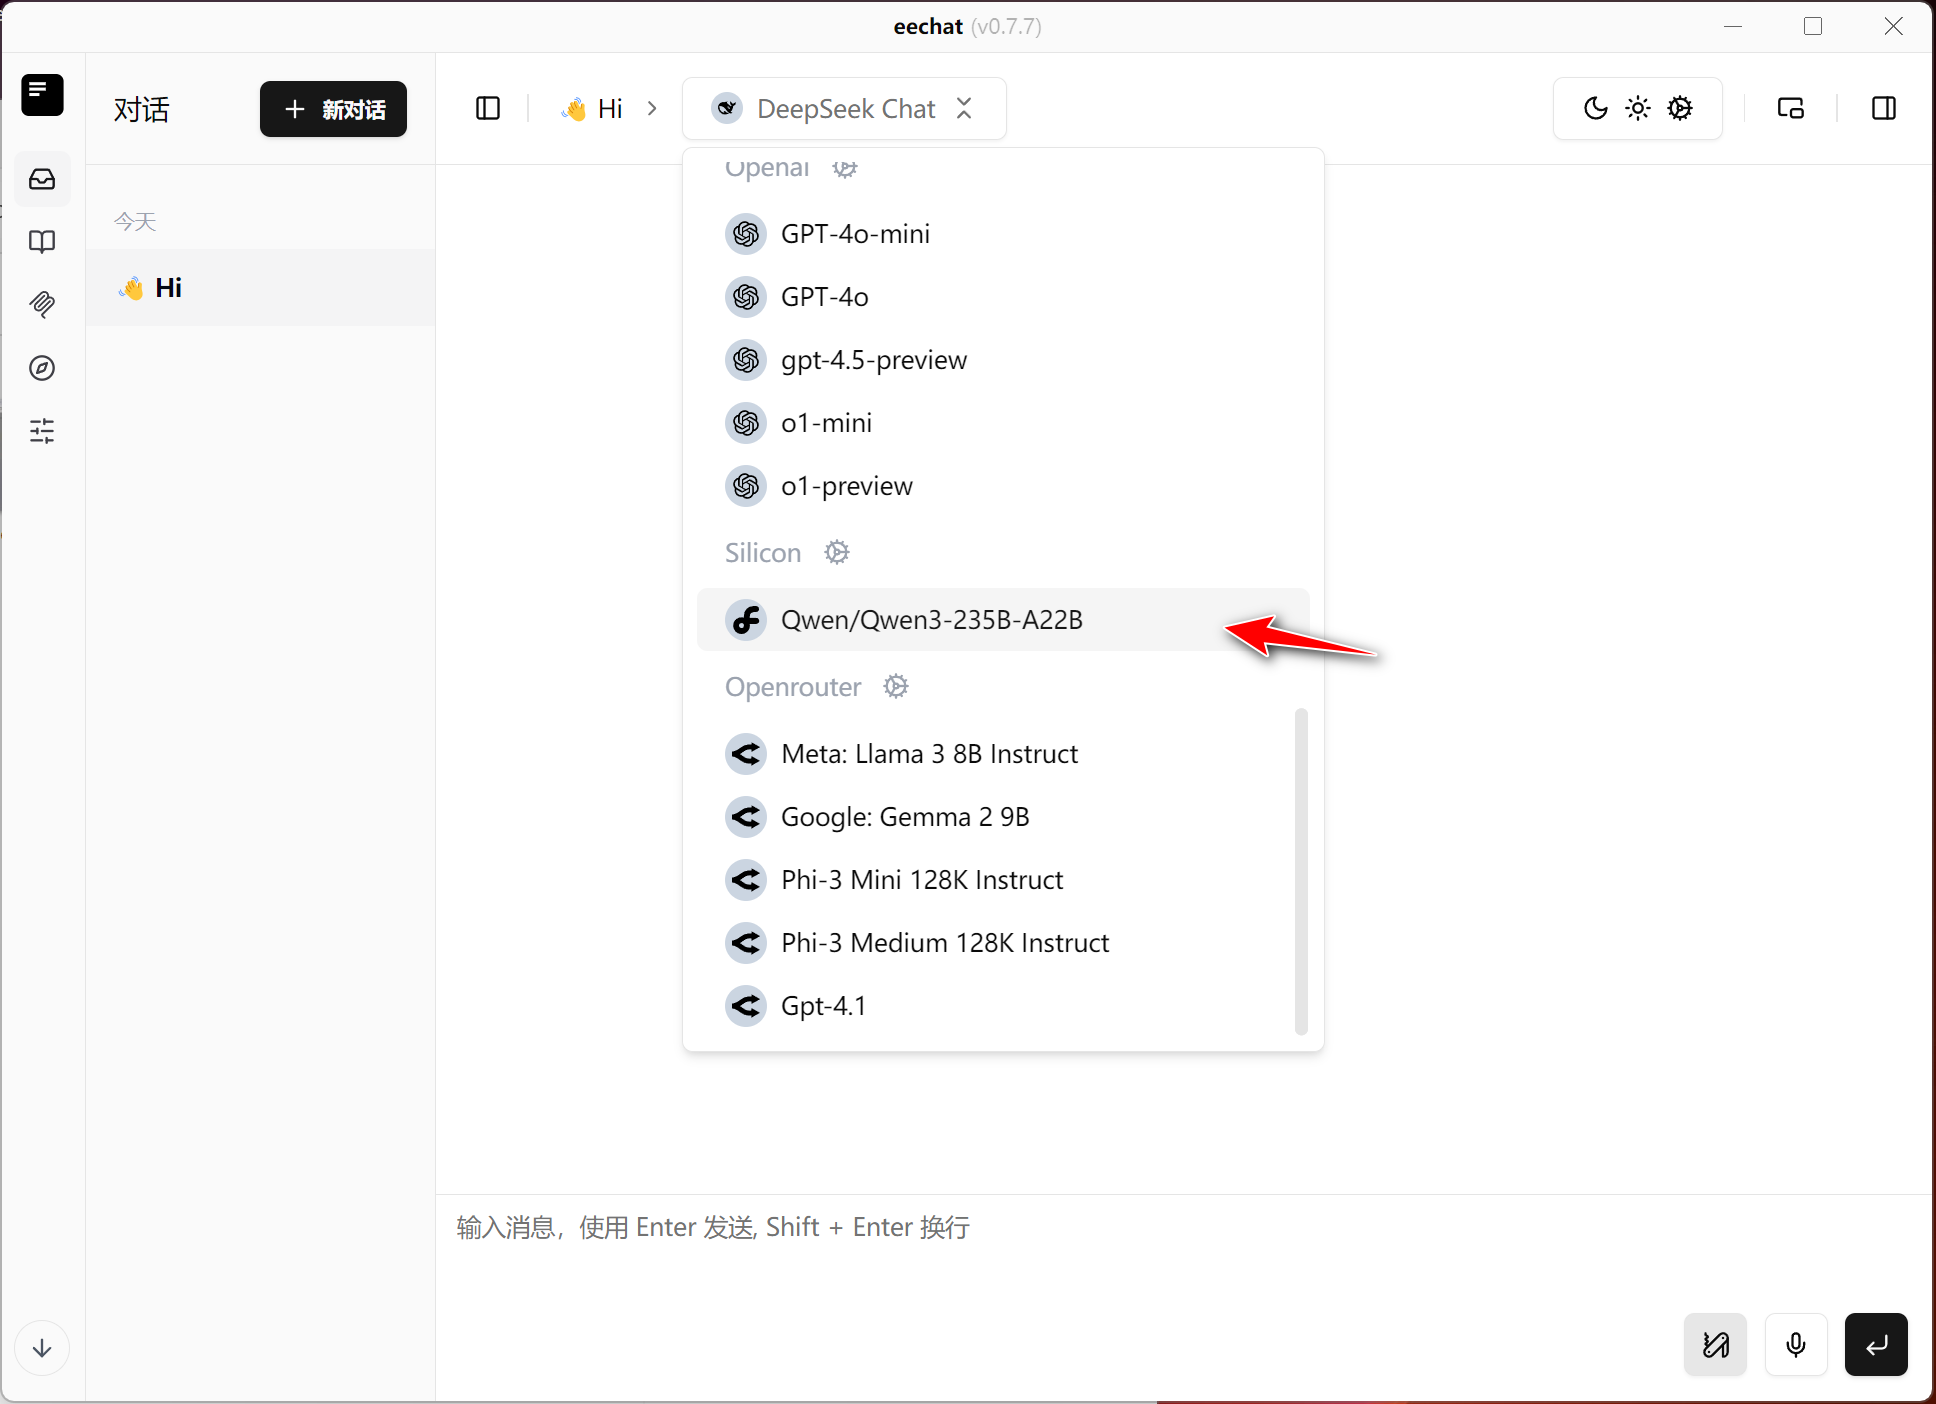 eechat (v0.7.7)
对话
新对话
👋 Hi
DeepSeek Chat
今天
👋 Hi
Openai
GPT-4o-mini
GPT-4o
gpt-4.5-preview
o1-mini
o1-preview
Silicon
Qwen/Qwen3-235B-A22B
Openrouter
Meta: Llama 3 8B Instruct
Google: Gemma 2 9B
Phi-3 Mini 128K Instruct
Phi-3 Medium 128K Instruct
Gpt-4.1
输入消息，使用 Enter 发送, Shift + Enter 换行